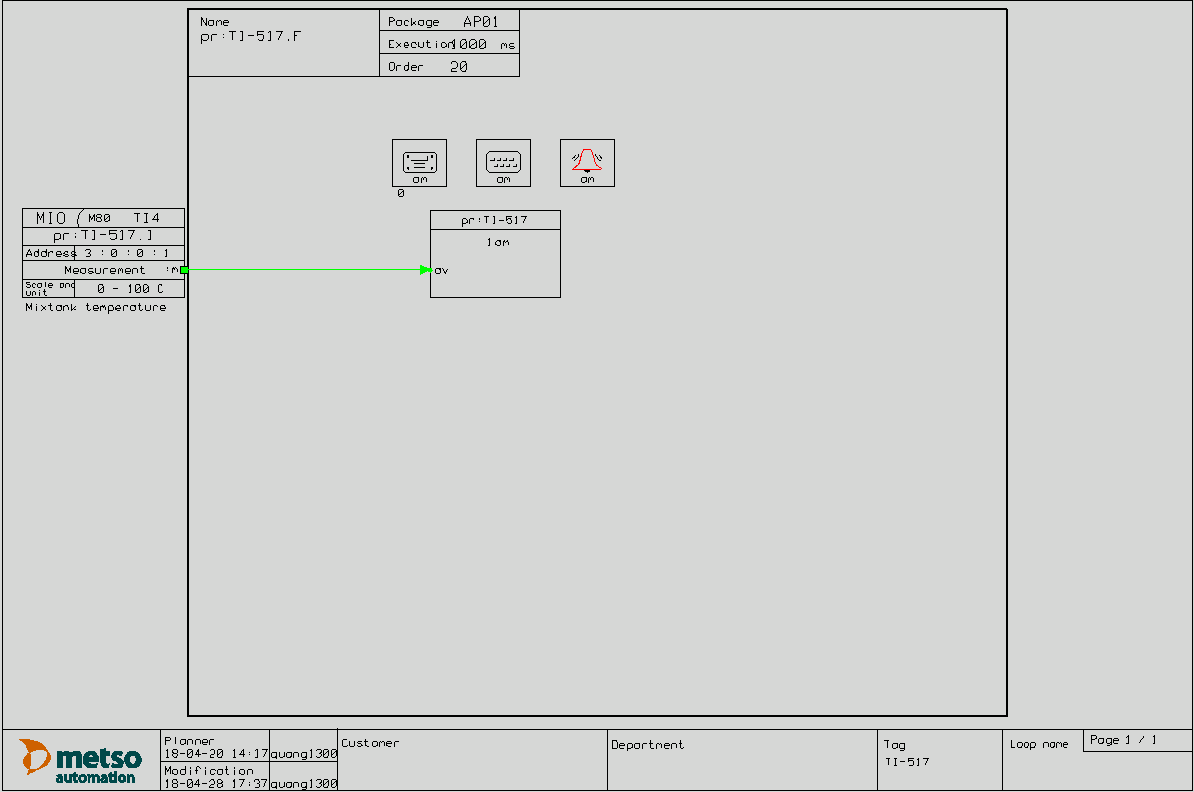 Name
pr:TI-517.F
Package AP01
Execution 1000 ms
Order 20
am
am
am
0
MIO ( M80 TI4
pr:TI-517.I
Address 3 : 0 : 0 : 1
Measurement :m
Scale and unit
0 - 100 C
Mixtank temperature
pr:TI-517
1 am
av
metso
automation
Planner
18-04-20 14:17 quang1300
Modification
18-04-28 17:37 quang1300
Customer
Department
Tag
TI-517
Loop name
Page 1 / 1